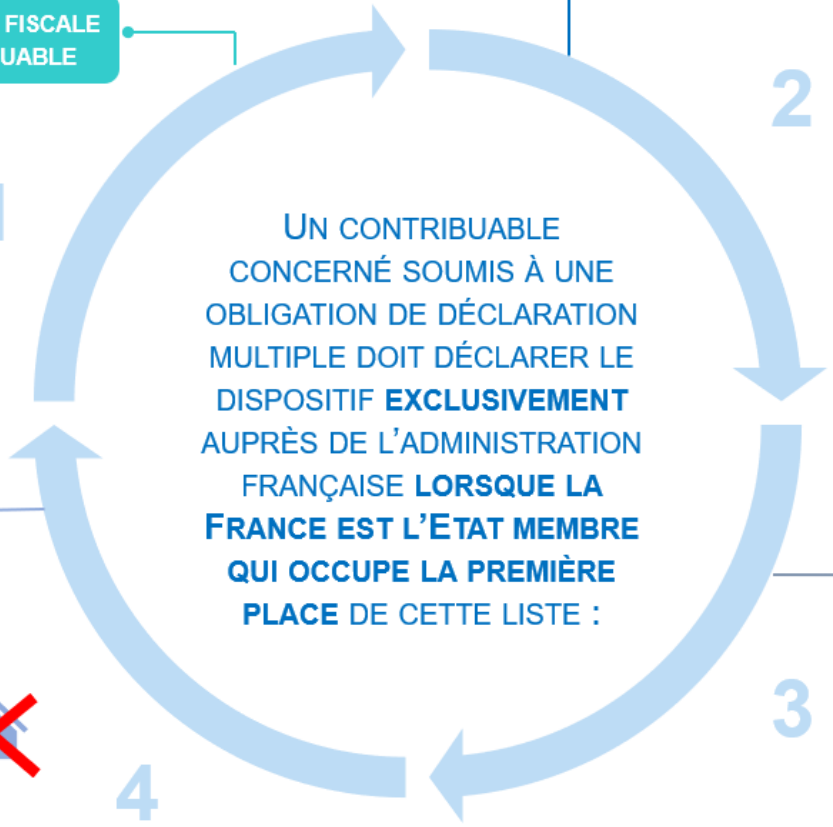 FISCALE
UABLE
2
UN CONTRIBUABLE
CONCERNÉ SOUMIS À UNE
OBLIGATION DE DÉCLARATION
MULTIPLE DOIT DÉCLARER LE
DISPOSITIF EXCLUSIVEMENT
AUPRÈS DE L’ADMINISTRATION
FRANÇAISE LORSQUE LA
FRANCE EST L’ETAT MEMBRE
QUI OCCUPE LA PREMIÈRE
PLACE DE CETTE LISTE :
3
4